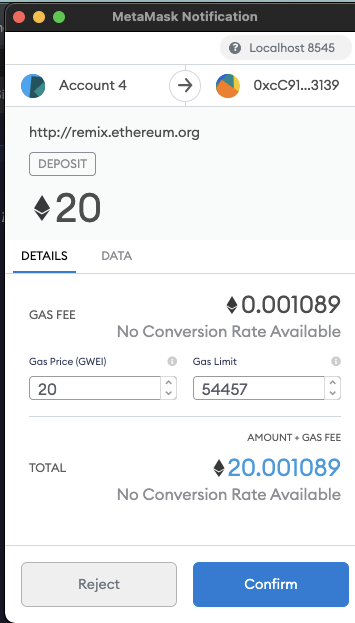 MetaMask Notification
Localhost 8545
Account 4
0xcC91...3139
http://remix.ethereum.org
DEPOSIT
20
DETAILS
DATA
GAS FEE
0.001089
No Conversion Rate Available
Gas Price (GWEI)
Gas Limit
20
54457
AMOUNT + GAS FEE
TOTAL
20.001089
No Conversion Rate Available
Reject
Confirm